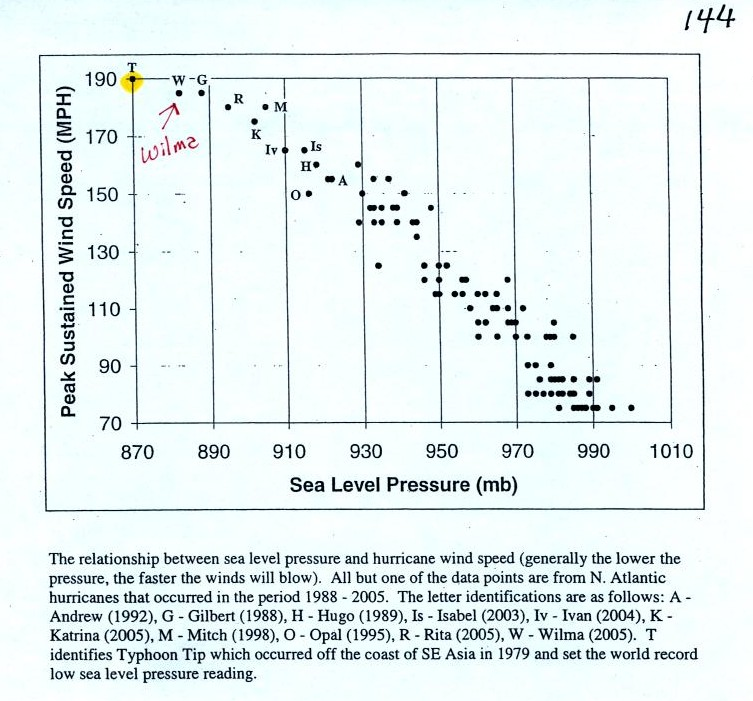 144
T
W - G
R
M
K
Wilma
Iv
Is
H
A
O
190
170
150
130
110
90
70
Peak Sustained Wind Speed (MPH)
870 890 910 930 950 970 990 1010
Sea Level Pressure (mb)
The relationship between sea level pressure and hurricane wind speed (generally the lower the
pressure, the faster the winds will blow). All but one of the data points are from N. Atlantic
hurricanes that occurred in the period 1988 - 2005. The letter identifications are as follows: A -
Andrew (1992), G - Gilbert (1988), H - Hugo (1989), Is - Isabel (2003), Iv - Ivan (2004), K -
Katrina (2005), M - Mitch (1998), O - Opal (1995), R - Rita (2005), W - Wilma (2005). T
identifies Typhoon Tip which occurred off the coast of SE Asia in 1979 and set the world record
low sea level pressure reading.